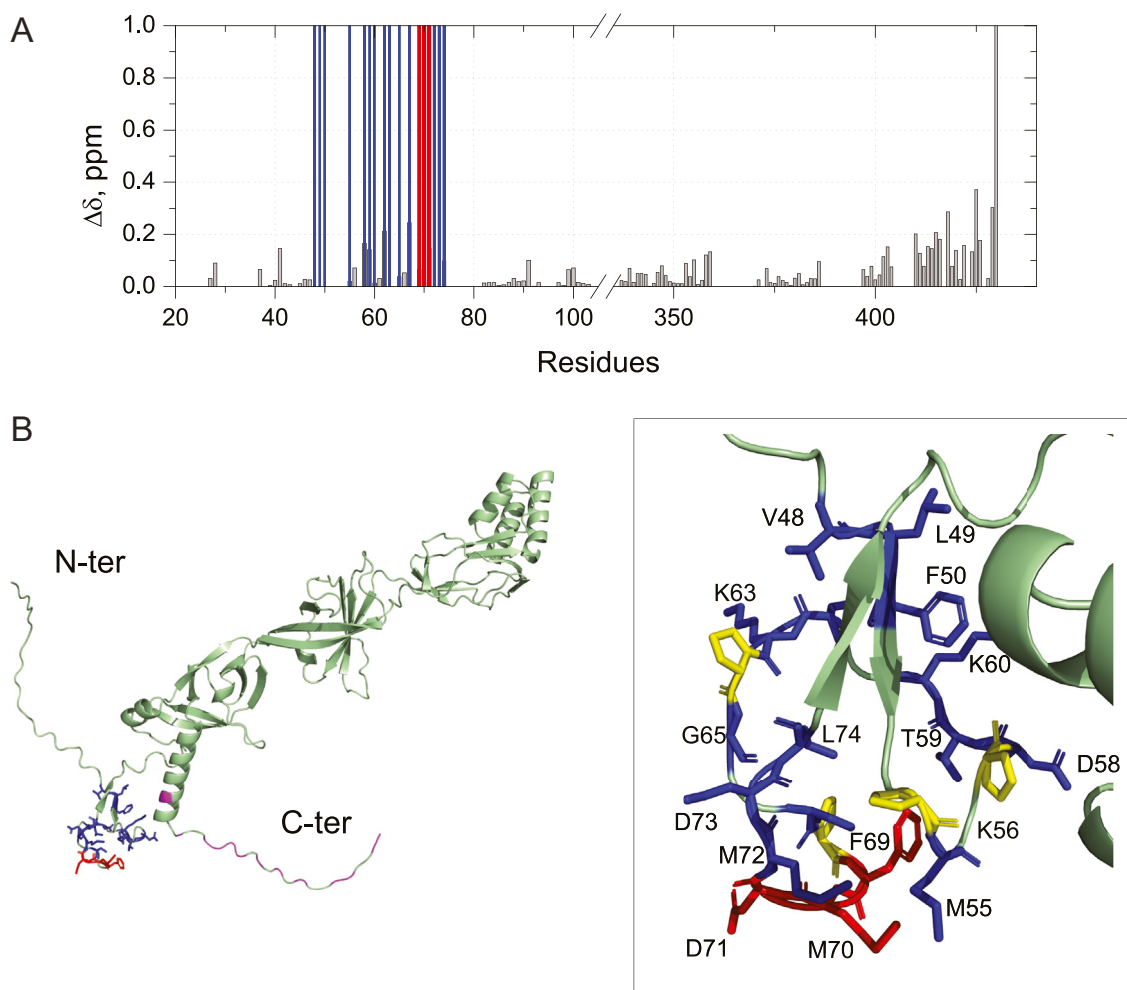 A
1.0
0.8
0.6
0.4
0.2
0.0
Δδ, ppm
20 40 60 80 100 350 400
Residues
B
N-ter
C-ter
V48
L49
F50
K63
K60
G65
L74
T59
D58
D73
F69
K56
M72
M55
D71
M70